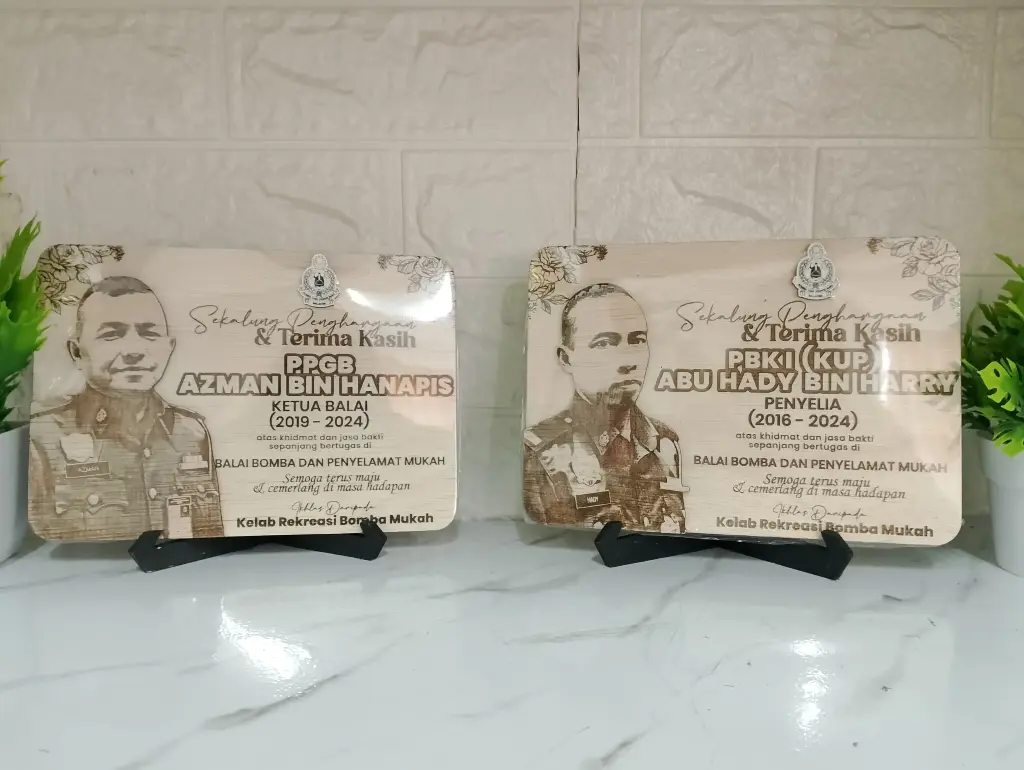 Sekalung Penghargaan
& Terima Kasih
PPGB
AZMAN BIN HANAPIS
KETUA BALAI
(2019 - 2024)
atas khidmat dan jasa bakti
sepanjang bertugas di
BALAI BOMBA DAN PENYELAMAT MUKAH
Semoga terus maju
& cemerlang di masa hadapan
Ikhlas Daripada
Kelab Rekreasi Bomba Mukah
AZMAN
Sekalung Penghargaan
& Terima Kasih
PBKI (KUP)
ABU HADY BIN HARRY
PENYELIA
(2016 - 2024)
atas khidmat dan jasa bakti
sepanjang bertugas di
BALAI BOMBA DAN PENYELAMAT MUKAH
Semoga terus maju
& cemerlang di masa hadapan
Ikhlas Daripada
Kelab Rekreasi Bomba Mukah
HADY